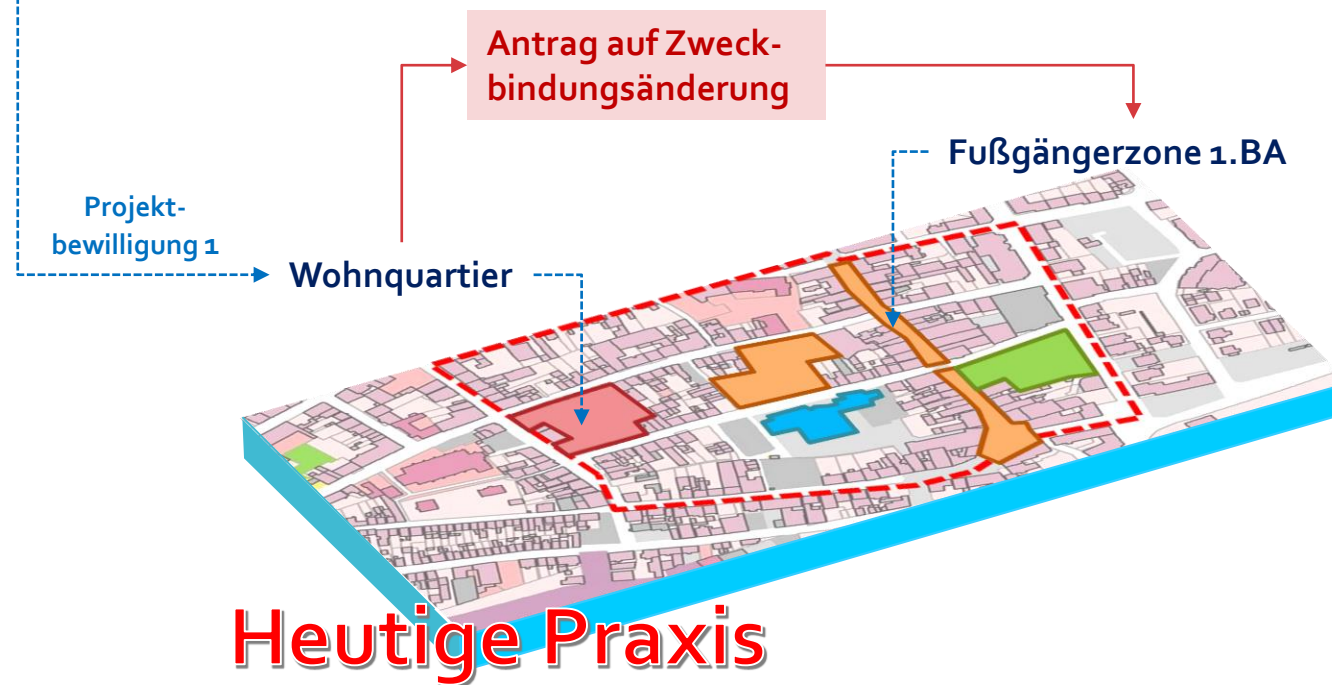 Antrag auf Zweck-
bindungsänderung
Fußgängerzone 1.BA
Projekt-
bewilligung 1
Wohnquartier
Heutige Praxis